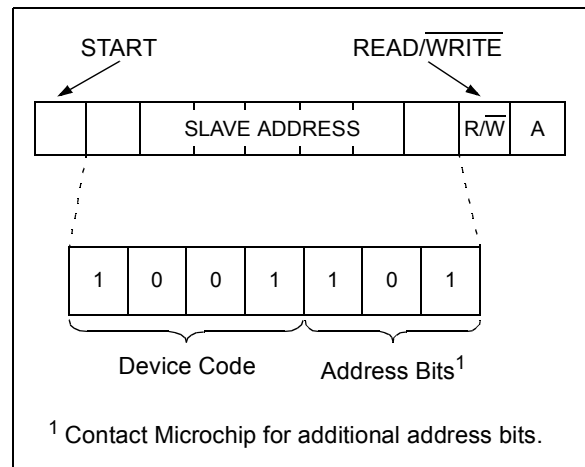 START READ/WRITE
SLAVE ADDRESS R/W A
1 0 0 1 1 0 1
Device Code Address Bits1
1 Contact Microchip for additional address bits.